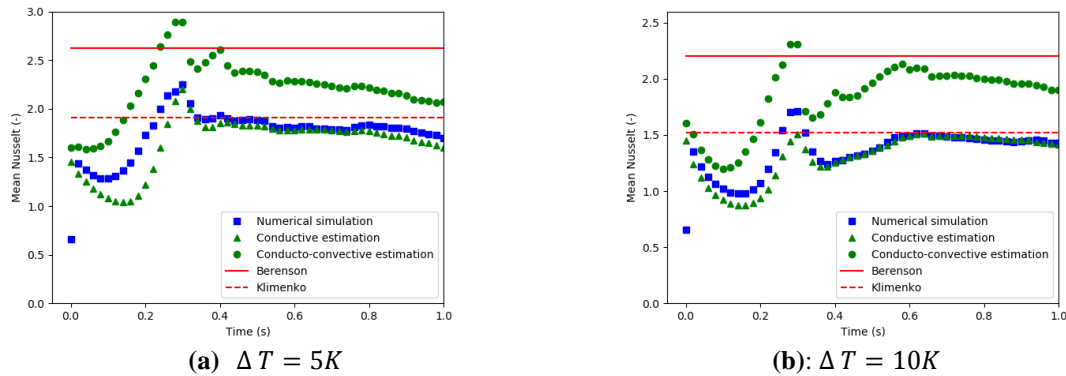 3.0
2.5
2.0
1.5
1.0
0.5
0.0
Mean Nusselt (-)
Numerical simulation
Conductive estimation
Conducto-convective estimation
Berenson
Klimenko
0.0 0.2 0.4 0.6 0.8 1.0
Time (s)
(a) Δ T = 5K
2.5
2.0
1.5
1.0
0.5
0.0
Mean Nusselt (-)
Numerical simulation
Conductive estimation
Conducto-convective estimation
Berenson
Klimenko
0.0 0.2 0.4 0.6 0.8 1.0
Time (s)
(b): Δ T = 10K